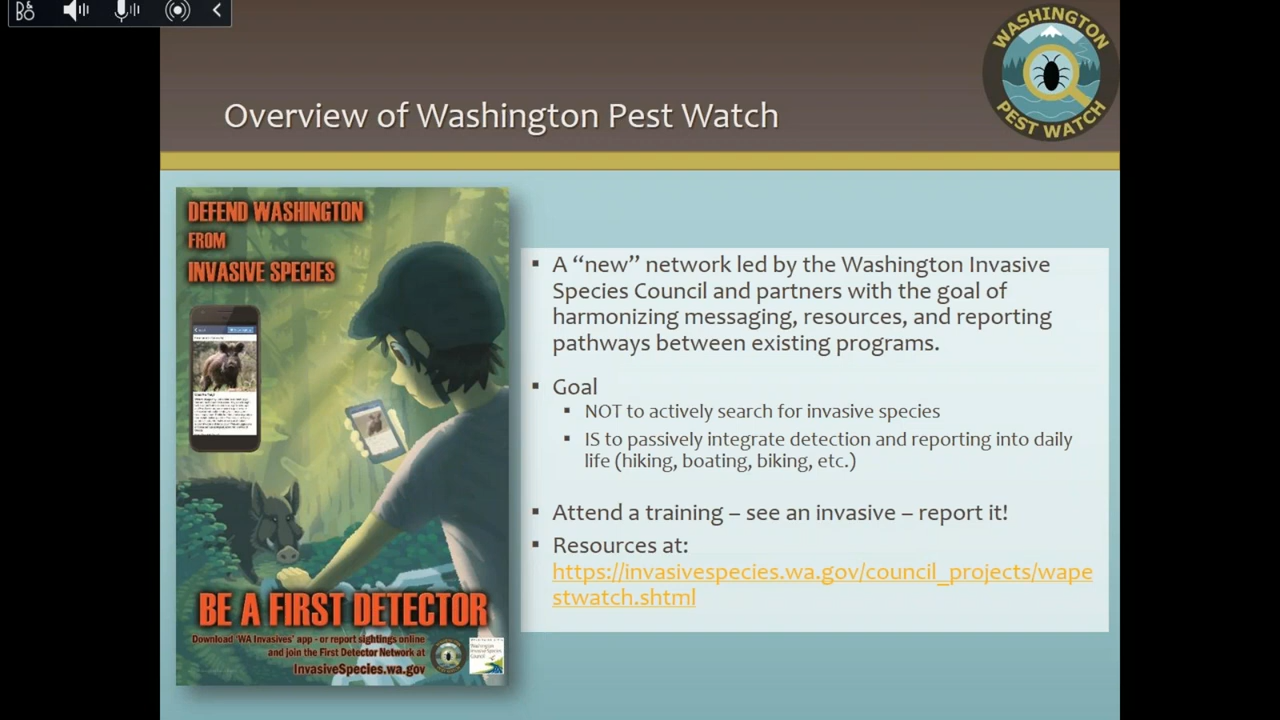 B&O
WASHINGTON
PEST WATCH
Overview of Washington Pest Watch
DEFEND WASHINGTON
FROM
INVASIVE SPECIES
BE A FIRST DETECTOR
Download 'WA Invasives' app - or report sightings online
and join the First Detector Network at
InvasiveSpecies.wa.gov
▪ A “new” network led by the Washington Invasive
Species Council and partners with the goal of
harmonizing messaging, resources, and reporting
pathways between existing programs.
▪ Goal
▪ NOT to actively search for invasive species
▪ IS to passively integrate detection and reporting into daily
life (hiking, boating, biking, etc.)
▪ Attend a training – see an invasive – report it!
▪ Resources at:
https://invasivespecies.wa.gov/council_projects/wape
stwatch.shtml